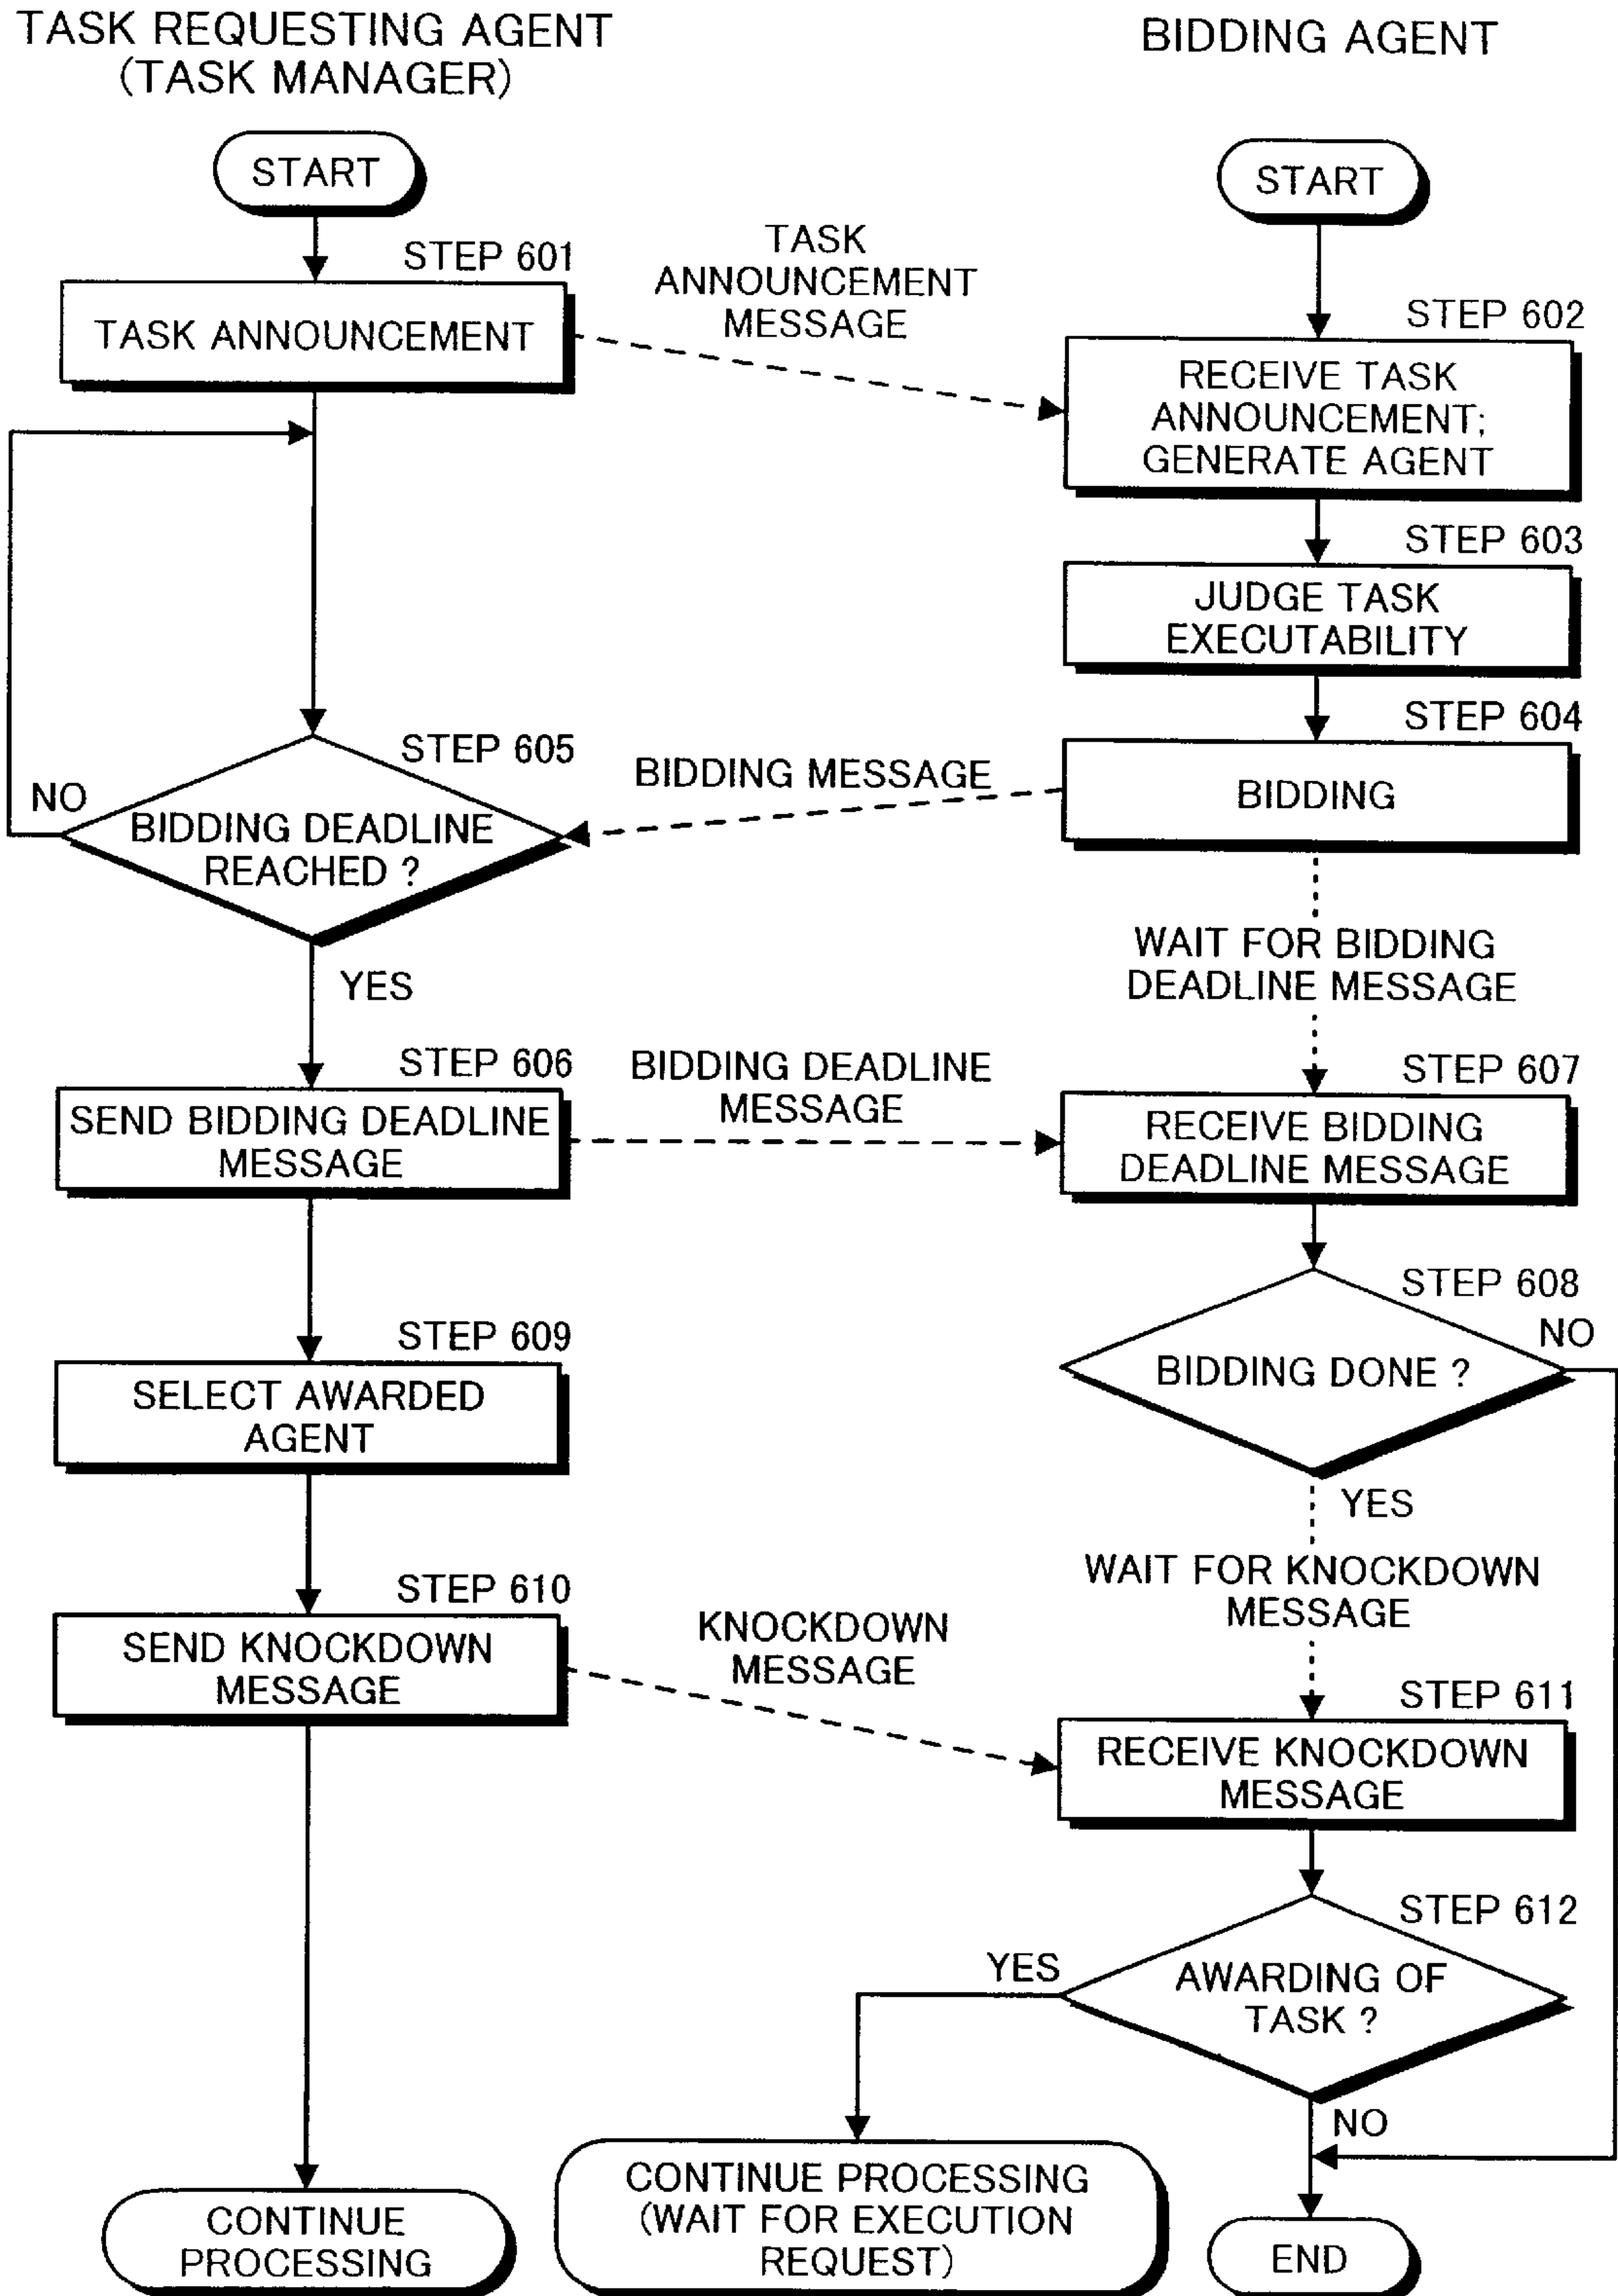 TASK REQUESTING AGENT
(TASK MANAGER)
BIDDING AGENT
START
START
STEP 601
TASK ANNOUNCEMENT
TASK
ANNOUNCEMENT
MESSAGE
STEP 602
RECEIVE TASK
ANNOUNCEMENT;
GENERATE AGENT
STEP 603
JUDGE TASK
EXECUTABILITY
STEP 604
BIDDING
BIDDING MESSAGE
STEP 605
NO
BIDDING DEADLINE
REACHED ?
YES
WAIT FOR BIDDING
DEADLINE MESSAGE
STEP 606
SEND BIDDING DEADLINE
MESSAGE
BIDDING DEADLINE
MESSAGE
STEP 607
RECEIVE BIDDING
DEADLINE MESSAGE
STEP 608
NO
BIDDING DONE ?
YES
STEP 609
SELECT AWARDED
AGENT
WAIT FOR KNOCKDOWN
MESSAGE
STEP 610
SEND KNOCKDOWN
MESSAGE
KNOCKDOWN
MESSAGE
STEP 611
RECEIVE KNOCKDOWN
MESSAGE
STEP 612
YES
AWARDING OF
TASK ?
NO
CONTINUE
PROCESSING
CONTINUE PROCESSING
(WAIT FOR EXECUTION
REQUEST)
END